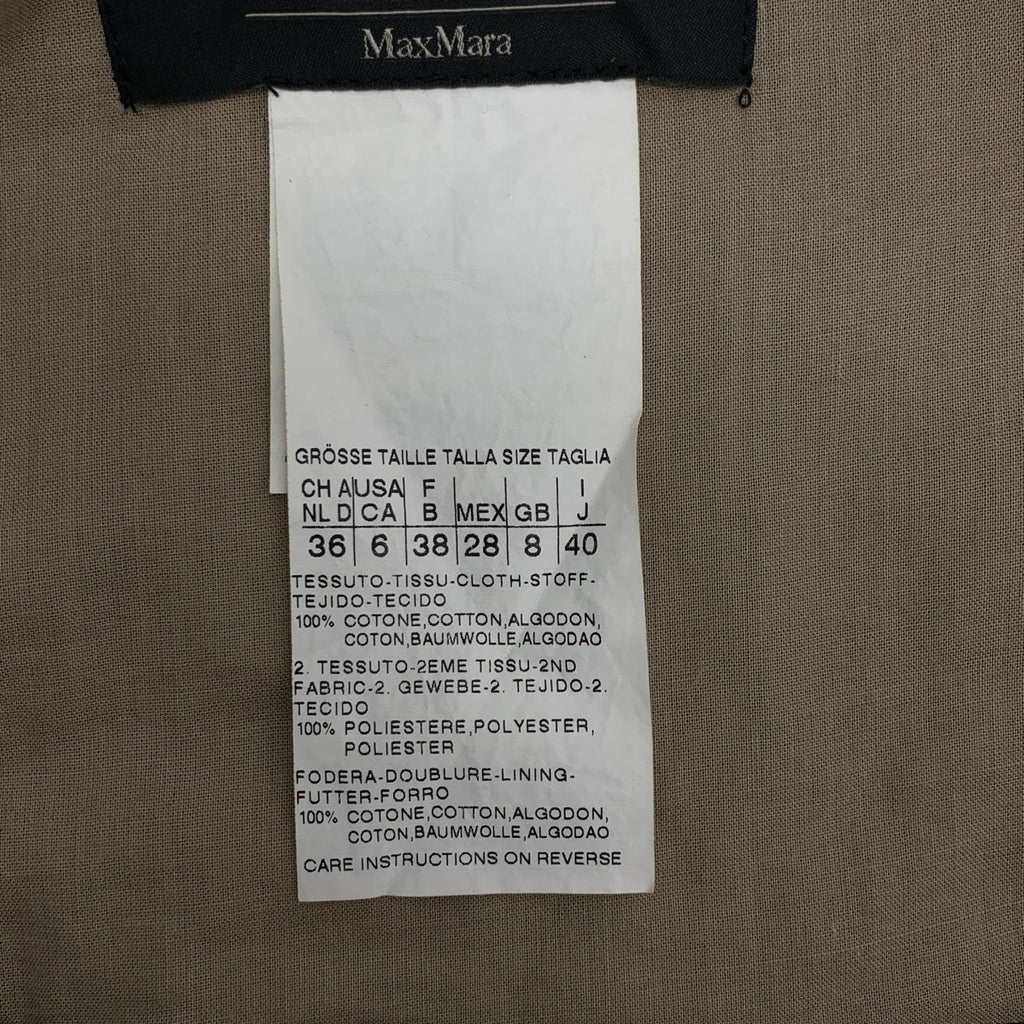 MaxMara
GRÖSSE TAILLE TALLA SIZE TAGLIA
CH A USA F I
NL D CA B MEX GB J
36 6 38 28 8 40
TESSUTO-TISSU-CLOTH-STOFF-
TEJIDO-TECIDO
100% COTONE,COTTON,ALGODON,
COTON,BAUMWOLLE,ALGODAO
2. TESSUTO-2EME TISSU-2ND
FABRIC-2. GEWEBE-2. TEJIDO-2.
TECIDO
100% POLIESTERE,POLYESTER,
POLIESTER
FODERA-DOUBLURE-LINING-
FUTTER-FORRO
100% COTONE,COTTON,ALGODON,
COTON,BAUMWOLLE,ALGODAO
CARE INSTRUCTIONS ON REVERSE